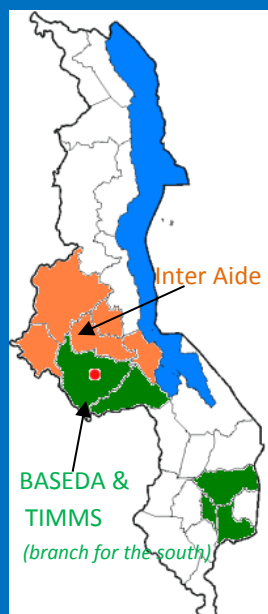 Inter Aide
BASEDA &
TIMMS
(branch for the south)